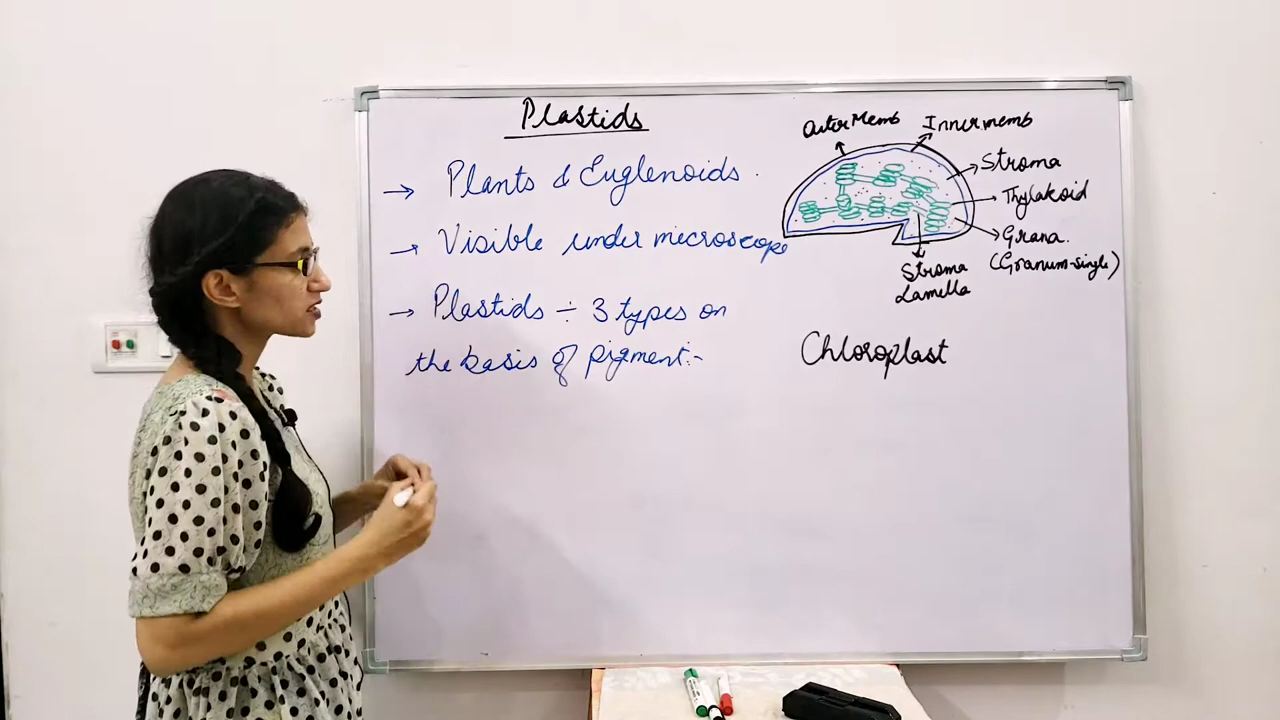 Plastids
→ Plants & Euglenoids.
→ Visible under microscope
→ Plastids ÷ 3 types on
the basis of pigment:-
Outer Memb
Inner memb
Stroma
Thylakoid
Grana.
(Granum-single)
Stroma
Lamella
Chloroplast